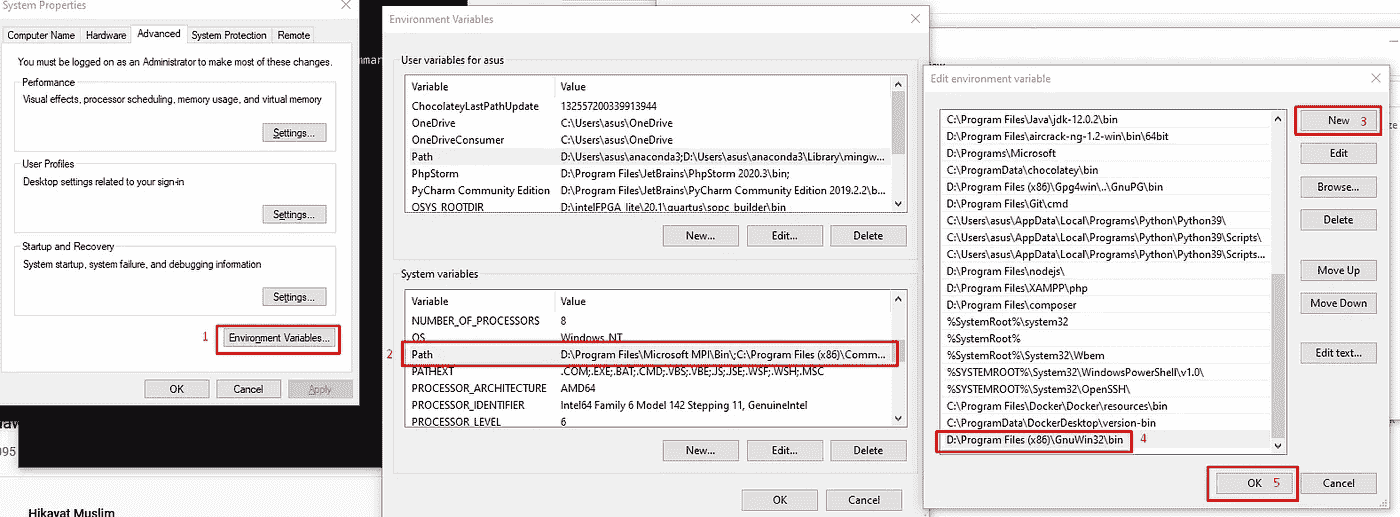 System Properties
Computer Name
Hardware
Advanced
System Protection
Remote
You must be logged on as an Administrator to make most of these changes.
Performance
Visual effects, processor scheduling, memory usage, and virtual memory
Settings...
User Profiles
Desktop settings related to your sign-in
Settings...
Startup and Recovery
System startup, system failure, and debugging information
Settings...
1
Environment Variables...
OK
Cancel
Apply
095
Hikayat Muslim
Environment Variables
User variables for asus
Variable Value
ChocolateyLastPathUpdate 132557200339913944
OneDrive C:\Users\asus\OneDrive
OneDriveConsumer C:\Users\asus\OneDrive
Path D:\Users\asus\anaconda3;D:\Users\asus\anaconda3\Library\mingw...
PhpStorm D:\Program Files\JetBrains\PhpStorm 2020.3\bin;
PyCharm Community Edition D:\Program Files\JetBrains\PyCharm Community Edition 2019.2.2\b...
QSYS_ROOTDIR D:\intelFPGA_lite\20.1\quartus\sopc_builder\bin
New...
Edit...
Delete
System variables
Variable Value
NUMBER_OF_PROCESSORS 8
OS Windows_NT
2 Path D:\Program Files\Microsoft MPI\Bin\;C:\Program Files (x86)\Comm...
PATHEXT .COM;.EXE;.BAT;.CMD;.VBS;.VBE;.JS;.JSE;.WSF;.WSH;.MSC
PROCESSOR_ARCHITECTURE AMD64
PROCESSOR_IDENTIFIER Intel64 Family 6 Model 142 Stepping 11, GenuineIntel
PROCESSOR_LEVEL 6
New...
Edit...
Delete
OK
Cancel
Edit environment variable
C:\Program Files\Java\jdk-12.0.2\bin
D:\Program Files\aircrack-ng-1.2-win\bin\64bit
D:\Programs\Microsoft
C:\ProgramData\chocolatey\bin
D:\Program Files (x86)\Gpg4win\..\GnuPG\bin
D:\Program Files\Git\cmd
C:\Users\asus\AppData\Local\Programs\Python\Python39\
C:\Users\asus\AppData\Local\Programs\Python\Python39\Scripts\
C:\Users\asus\AppData\Local\Programs\Python\Python39\Scripts...
D:\Program Files\nodejs\
D:\Program Files\XAMPP\php
D:\Program Files\composer
%SystemRoot%\system32
%SystemRoot%
%SystemRoot%\System32\Wbem
%SYSTEMROOT%\System32\WindowsPowerShell\v1.0\
%SYSTEMROOT%\System32\OpenSSH\
C:\Program Files\Docker\Docker\resources\bin
C:\ProgramData\DockerDesktop\version-bin
D:\Program Files (x86)\GnuWin32\bin 4
New 3
Edit
Browse...
Delete
Move Up
Move Down
Edit text...
OK 5
Cancel